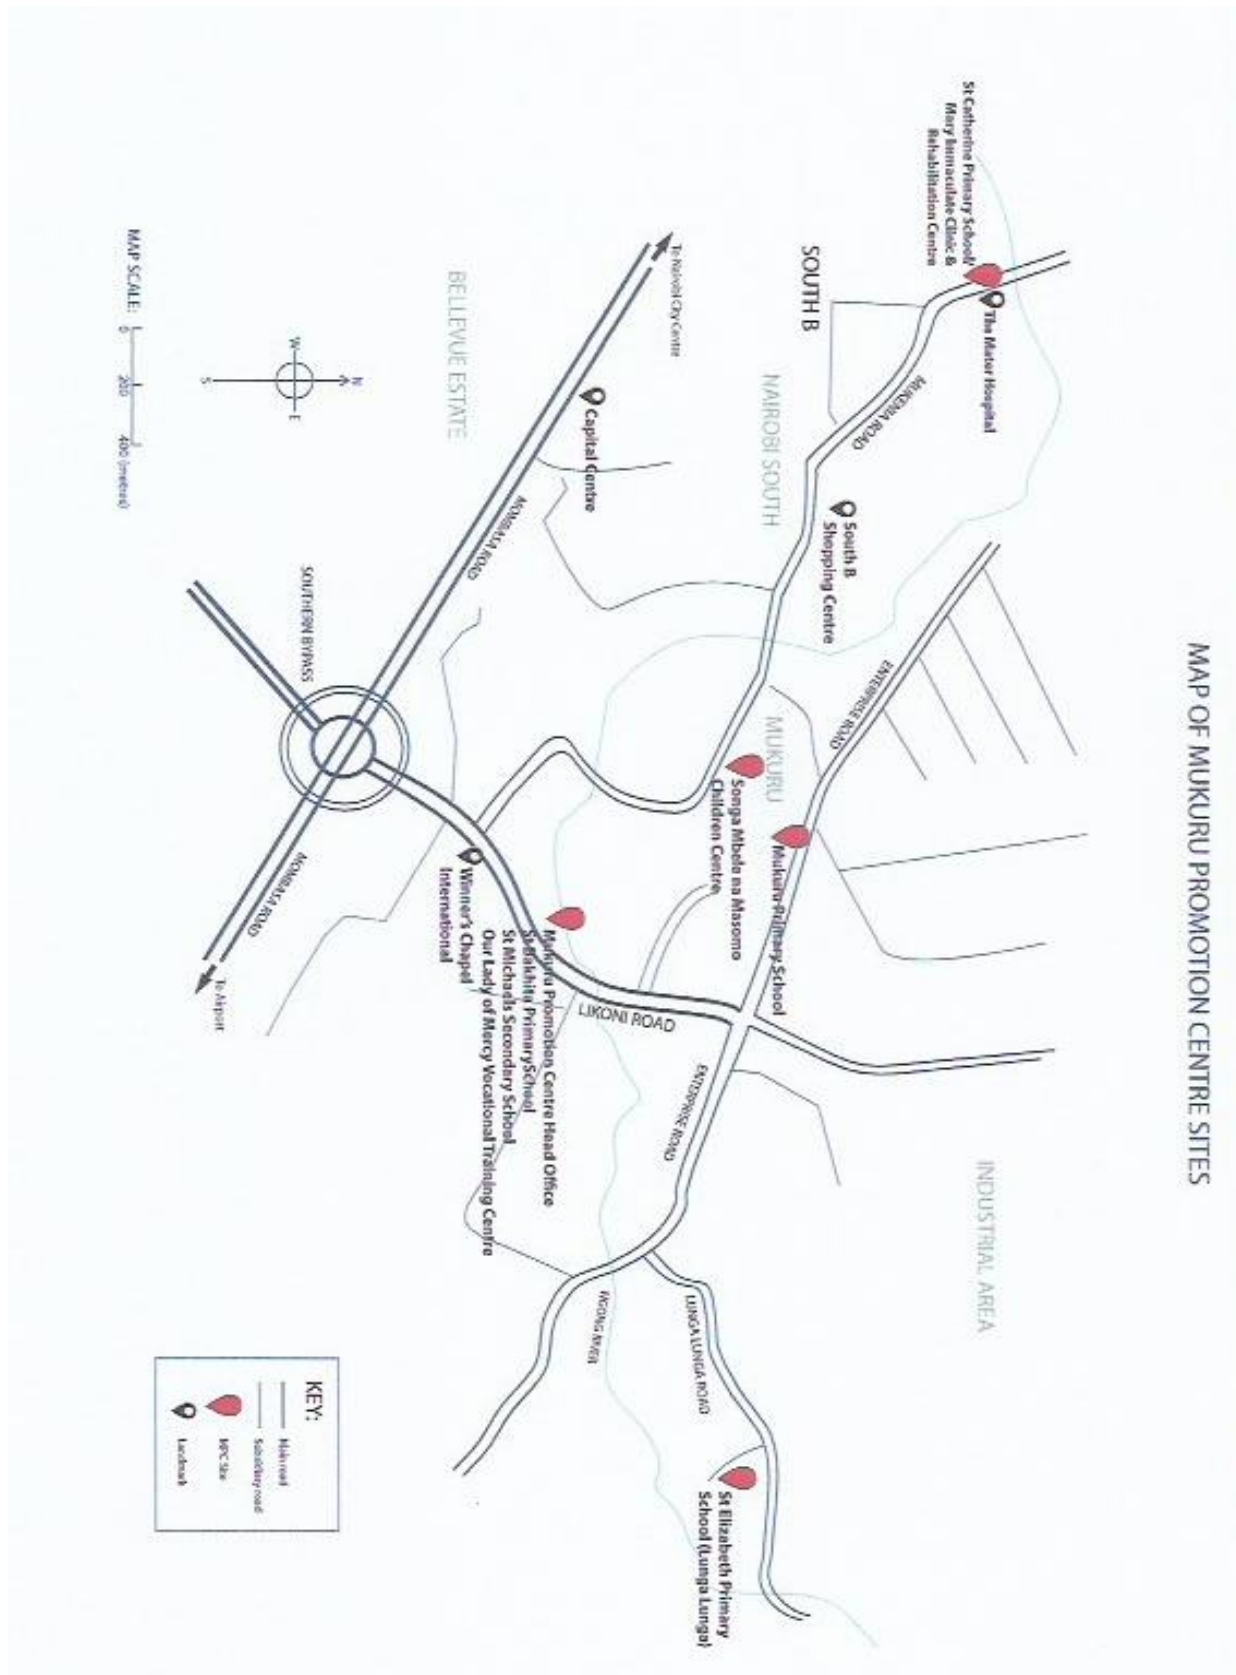 MAP OF MUKURU PROMOTION CENTRE SITES
St Catherine Primary School/
Mary Immaculate Clinic &
Rehabilitation Centre
The Mater Hospital
SOUTH B
To Nairobi City Centre
NAIROBI SOUTH
South B
Shopping Centre
ENTERPRISE ROAD
BELLEVUE ESTATE
Capital Centre
MOMBASA ROAD
MUKURU
Songa Mbele na Masomo
Children Centre
Mukuru Primary School
SOUTHERN BYPASS
Winner's Chapel
International
Mukuru Promotion Centre Head Office
St Bakhita Primary School
St Michaels Secondary School
Our Lady of Mercy Vocational Training Centre
LIKONI ROAD
MOMBASA ROAD
To Airport
ENTERPRISE ROAD
INDUSTRIAL AREA
NGONG RIVER
LUNGA LUNGA ROAD
St Elizabeth Primary
School (Lunga Lunga)
MAP SCALE:
0 200 400 (metres)
N
W E
S
KEY:
Main road
Subsidiary road
MPC Site
Landmark